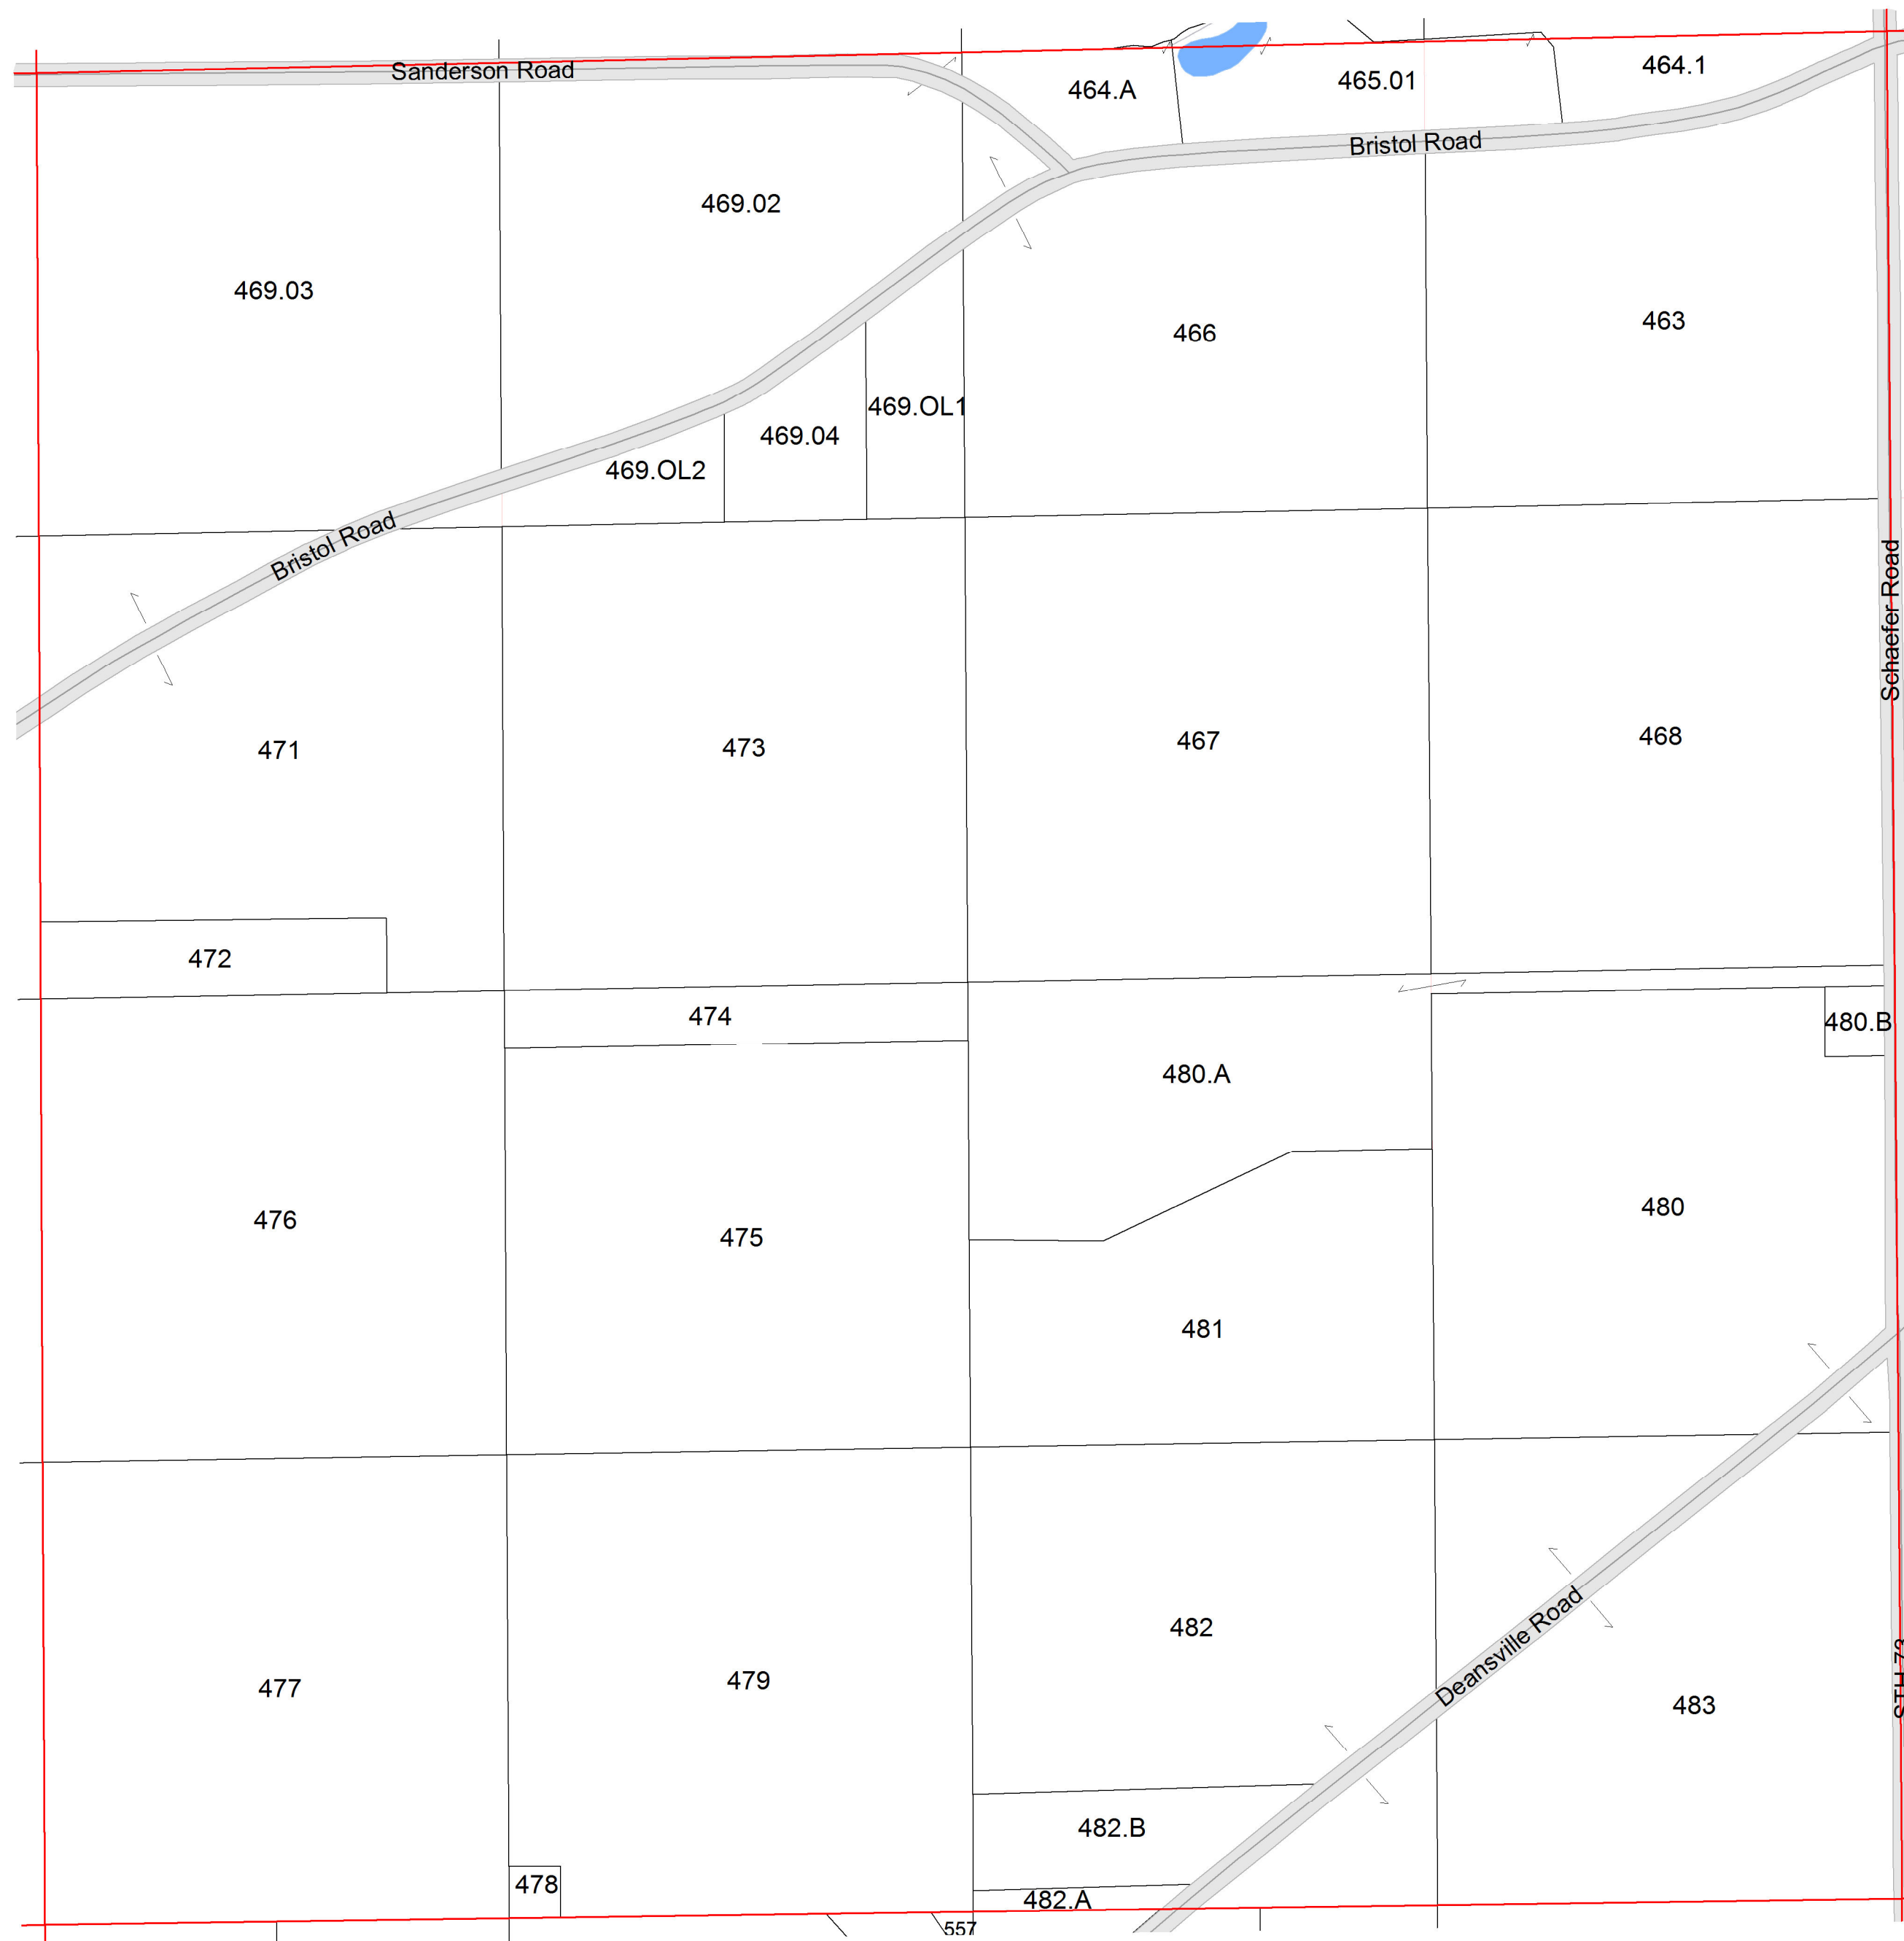 Sanderson Road
464.A
465.01
464.1
Bristol Road
469.02
469.03
466
463
469.OL1
469.04
469.OL2
Bristol Road
Schaefer Road
471
473
467
468
472
474
480.B
480.A
476
475
480
481
482
Deansville Road
477
479
483
482.B
478
482.A
557